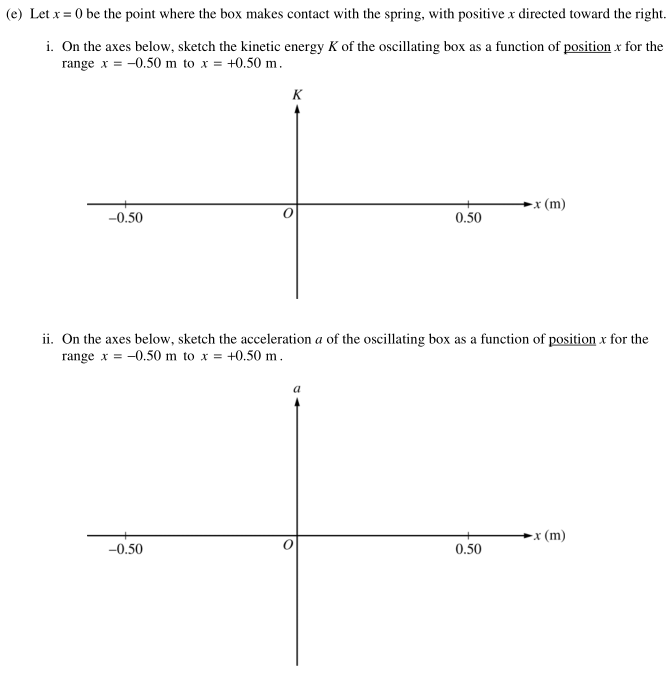 (e) Let x = 0 be the point where the box makes contact with the spring, with positive x directed toward the right.
i. On the axes below, sketch the kinetic energy K of the oscillating box as a function of position x for the
range x = −0.50 m to x = +0.50 m.
K
x (m)
−0.50
O
0.50
ii. On the axes below, sketch the acceleration a of the oscillating box as a function of position x for the
range x = −0.50 m to x = +0.50 m.
a
x (m)
−0.50
O
0.50